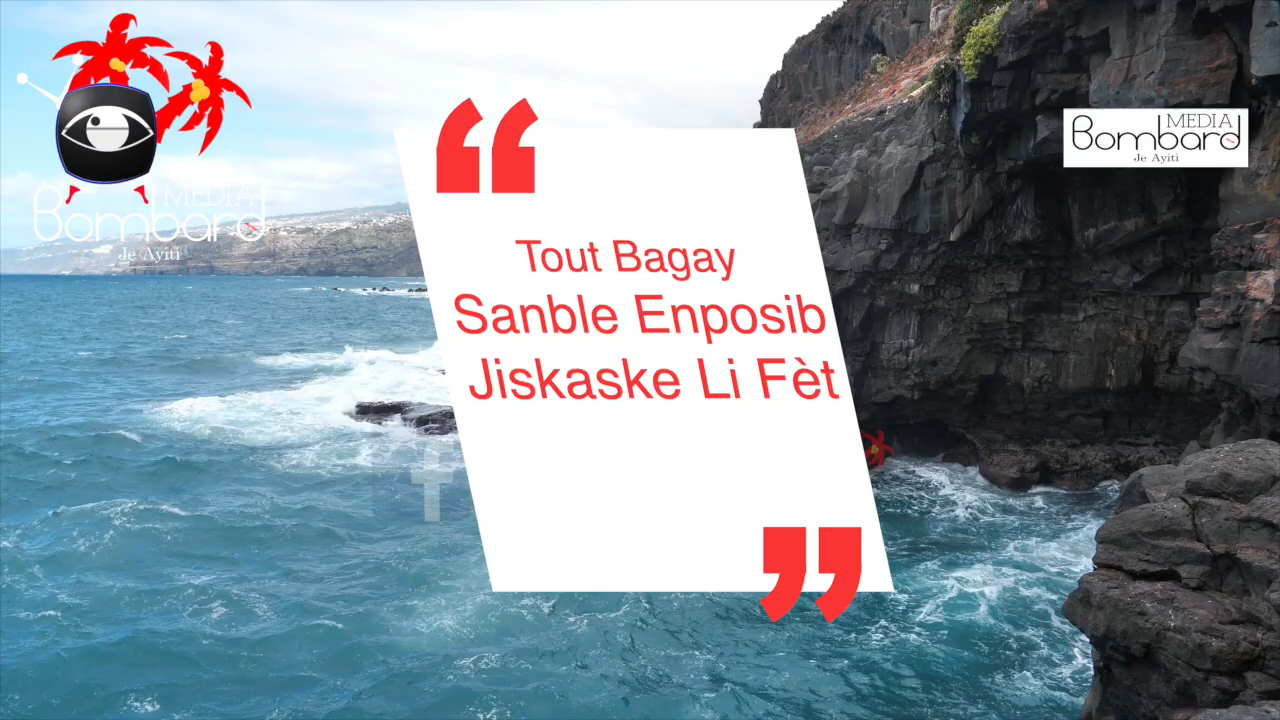 MEDIA
Bombard
Je Ayiti
MEDIA
Bombard
Je Ayiti
“
Tout Bagay
Sanble Enposib
Jiskaske Li Fèt
”
f